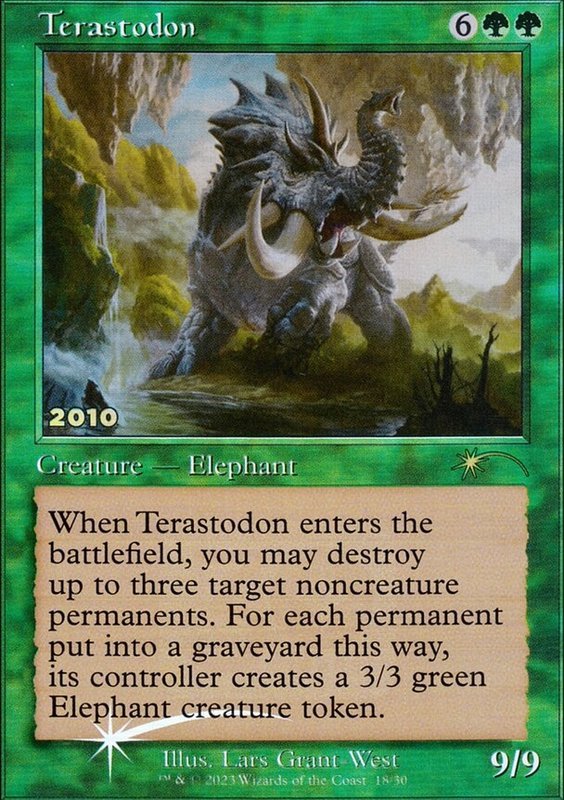 Terastodon 6
2010
Creature — Elephant
When Terastodon enters the
battlefield, you may destroy
up to three target noncreature
permanents. For each permanent
put into a graveyard this way,
its controller creates a 3/3 green
Elephant creature token.
Illus. Lars Grant-West
™ & © 2023 Wizards of the Coast 18/30
9/9